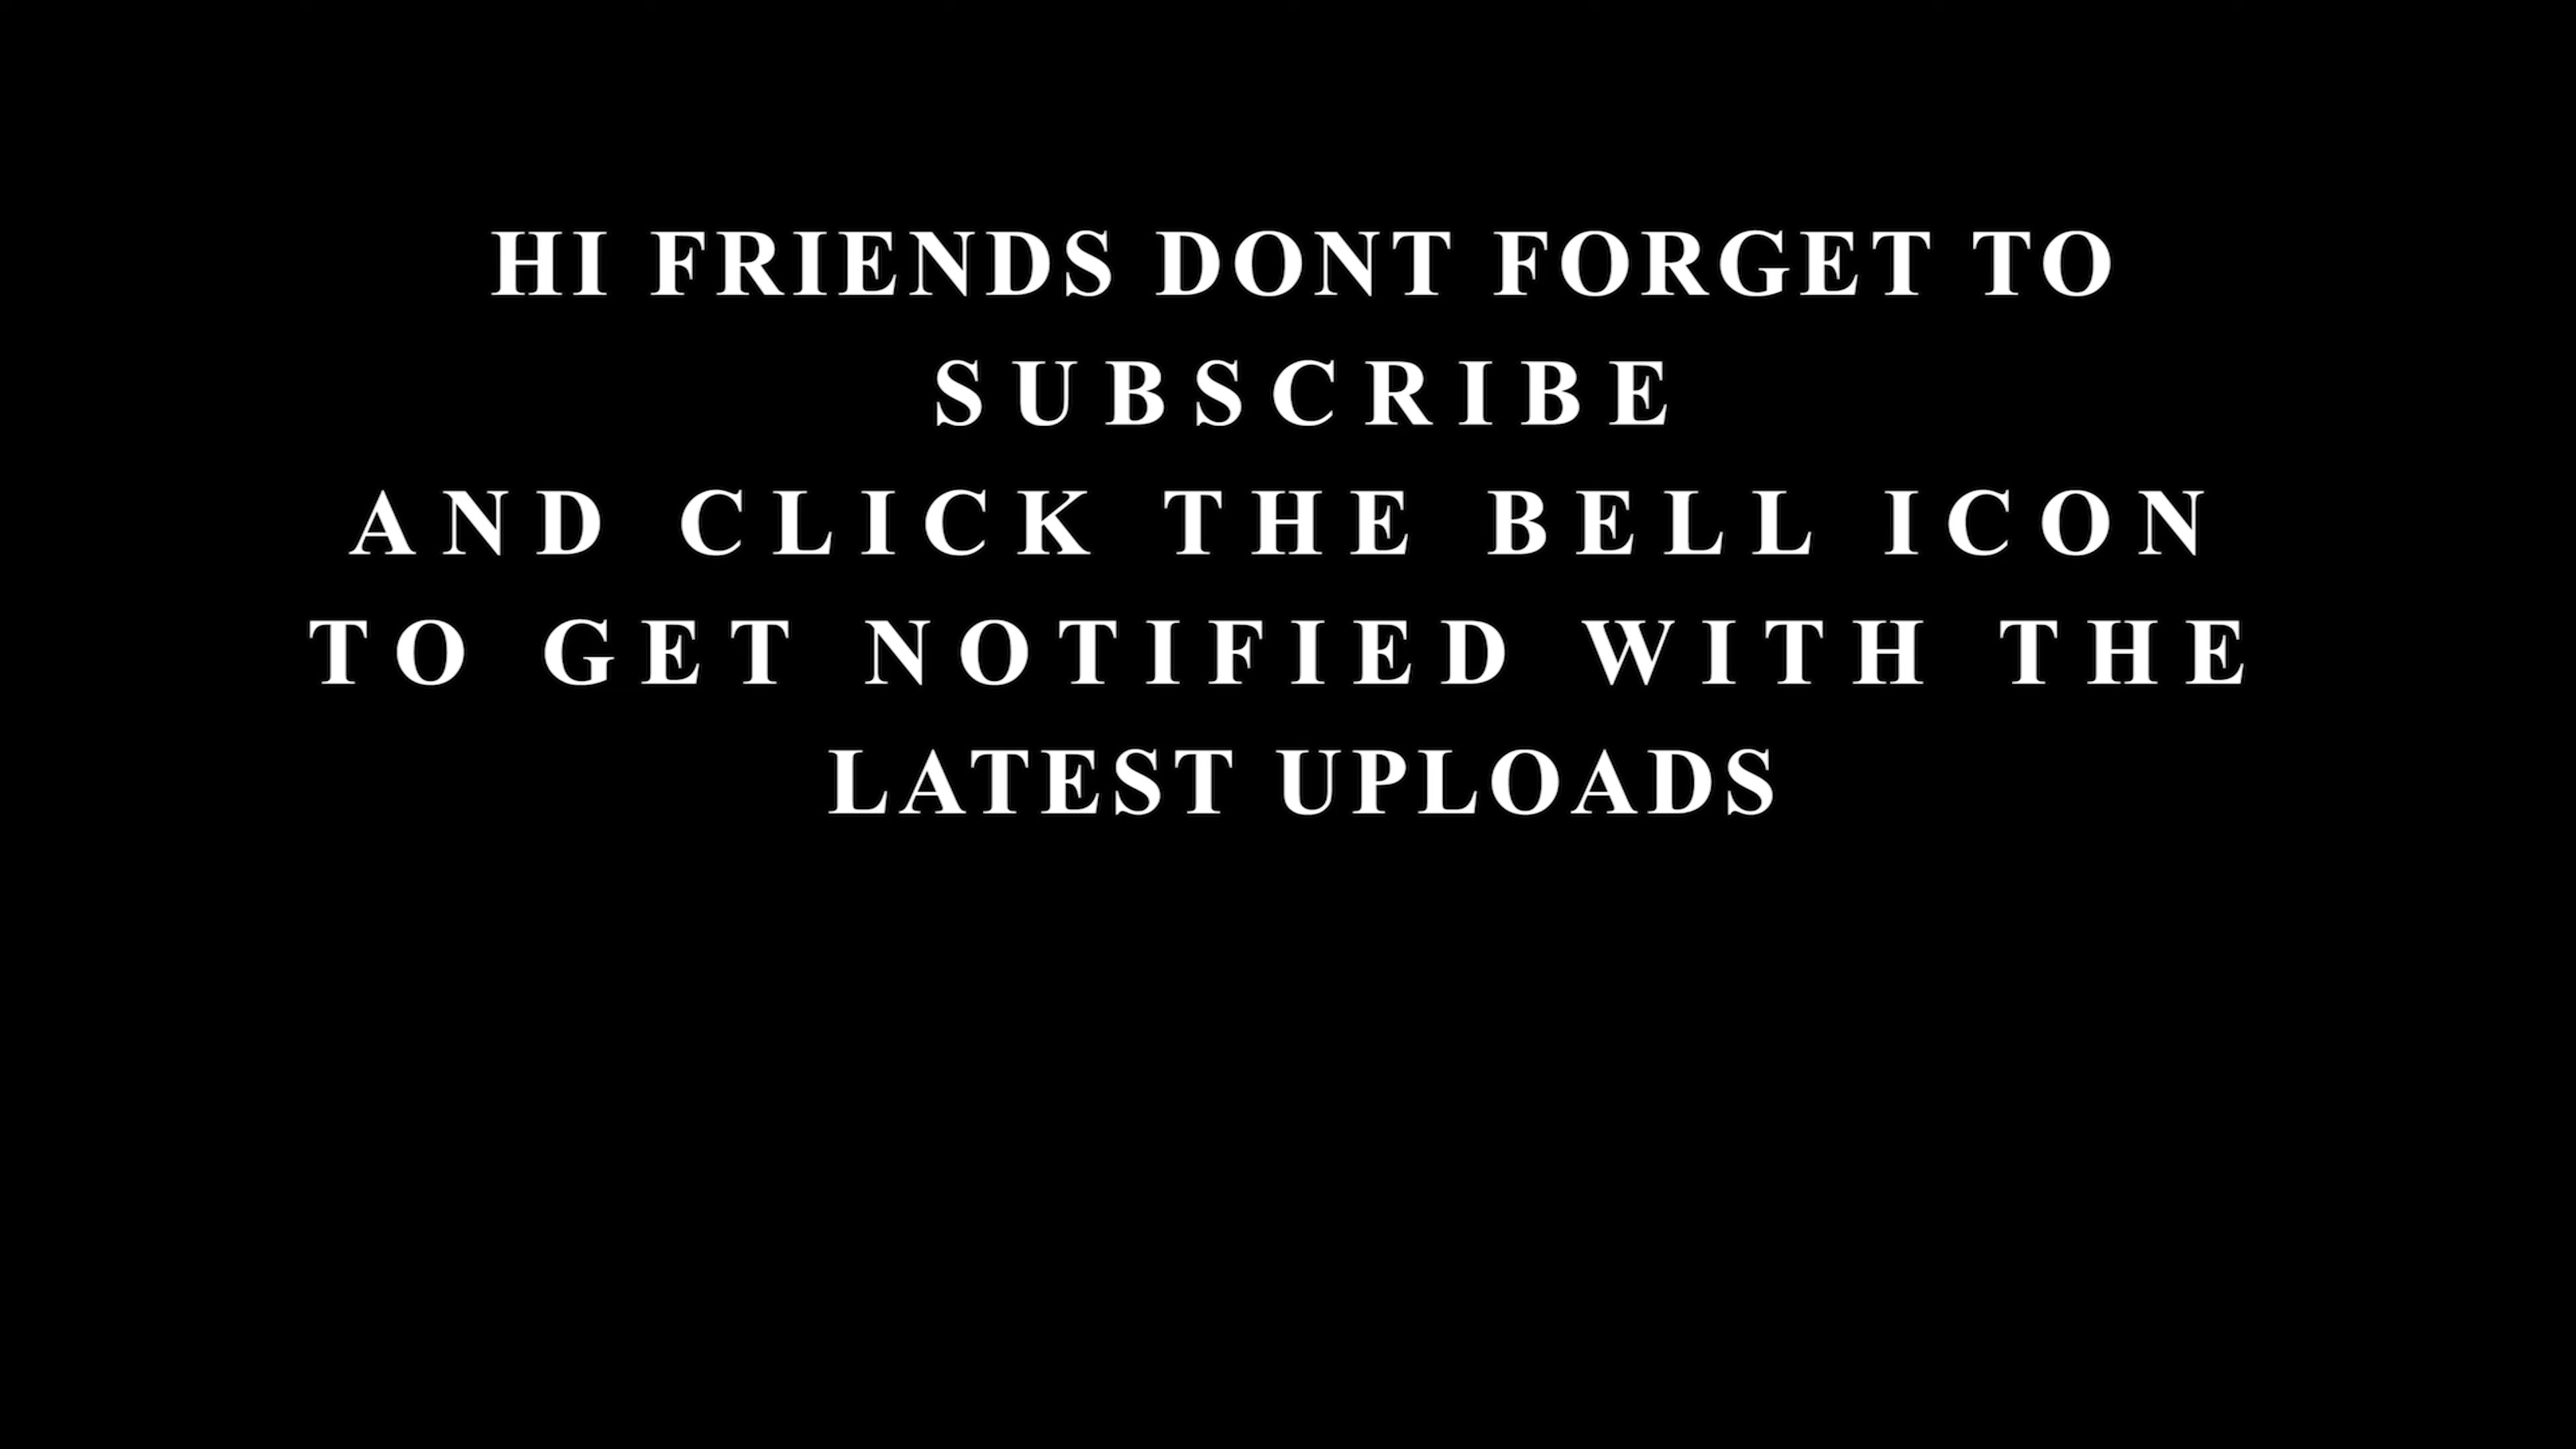 HI FRIENDS DONT FORGET TO
SUBSCRIBE
AND CLICK THE BELL ICON
TO GET NOTIFIED WITH THE
LATEST UPLOADS